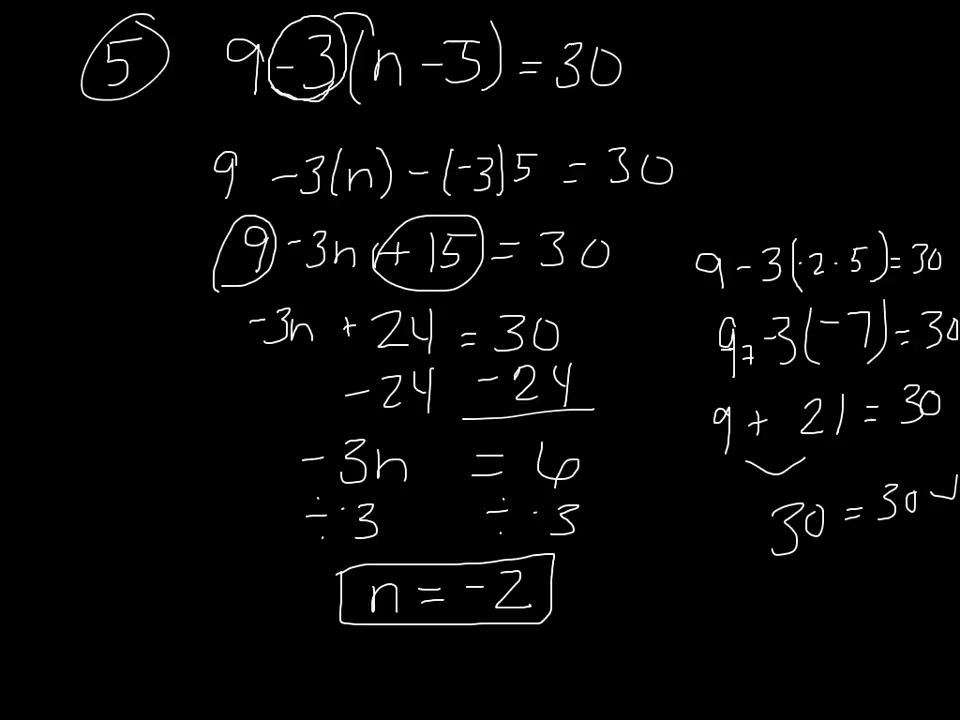 5 9 -3(n - 5) = 30
9 -3(n) - (-3)5 = 30
9 -3n + 15 = 30
-3n + 24 = 30
-24 -24
-3n = 6
÷ -3 ÷ -3
n = -2
9 - 3(-2 - 5) = 30
9 + -3(-7) = 30
9 + 21 = 30
30 = 30 ✓